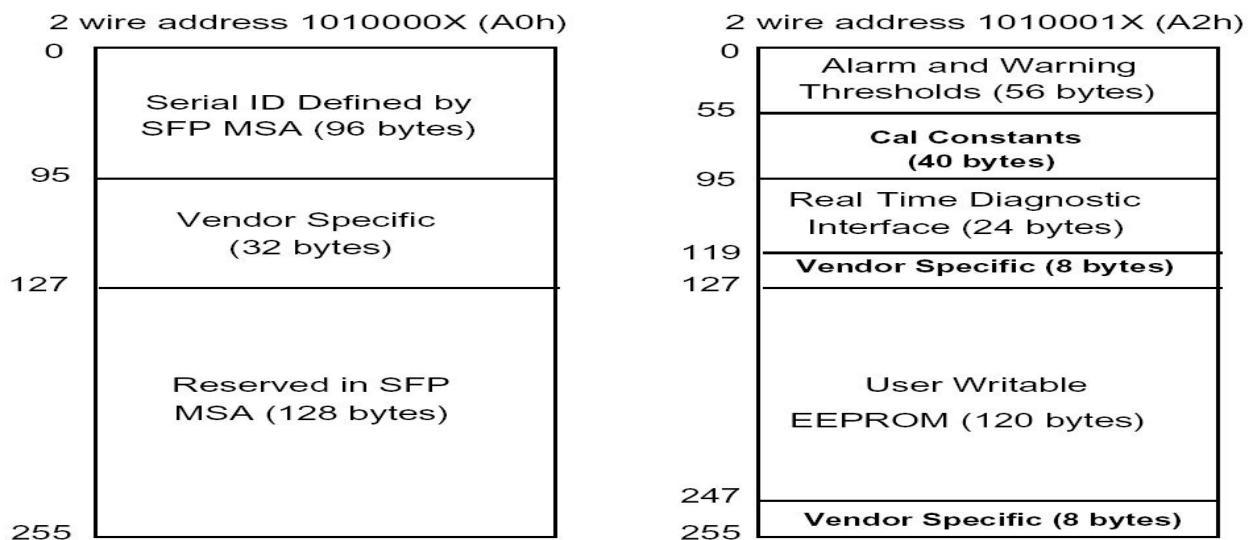 2 wire address 1010000X (A0h)
0
Serial ID Defined by
SFP MSA (96 bytes)
95
Vendor Specific
(32 bytes)
127
Reserved in SFP
MSA (128 bytes)
255
2 wire address 1010001X (A2h)
0
Alarm and Warning
Thresholds (56 bytes)
55
Cal Constants
(40 bytes)
95
Real Time Diagnostic
Interface (24 bytes)
119
Vendor Specific (8 bytes)
127
User Writable
EEPROM (120 bytes)
247
Vendor Specific (8 bytes)
255